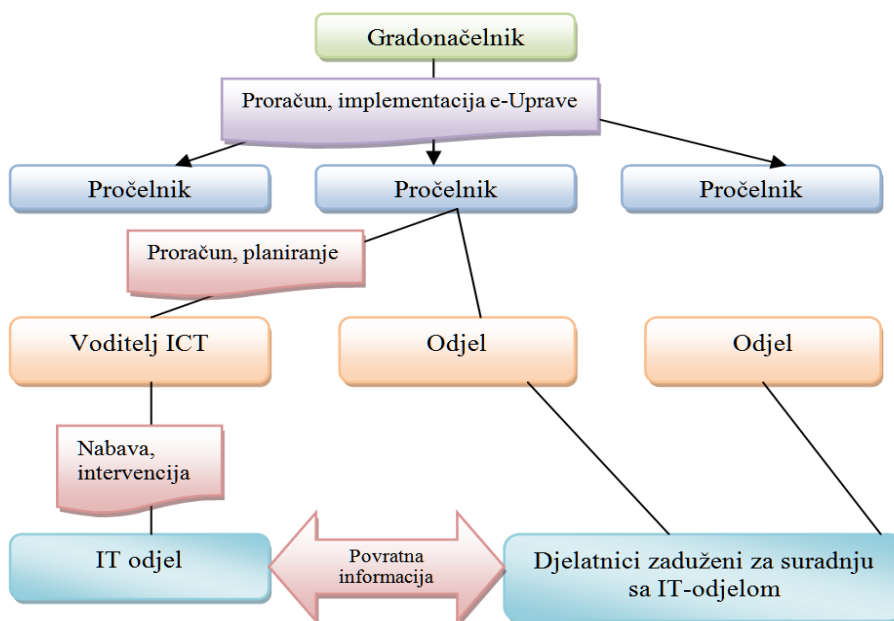 Gradonačelnik
Proračun, implementacija e-Uprave
Pročelnik
Pročelnik
Pročelnik
Proračun, planiranje
Voditelj ICT
Odjel
Odjel
Nabava,
intervencija
IT odjel
Povratna
informacija
Djelatnici zaduženi za suradnju
sa IT-odjelom